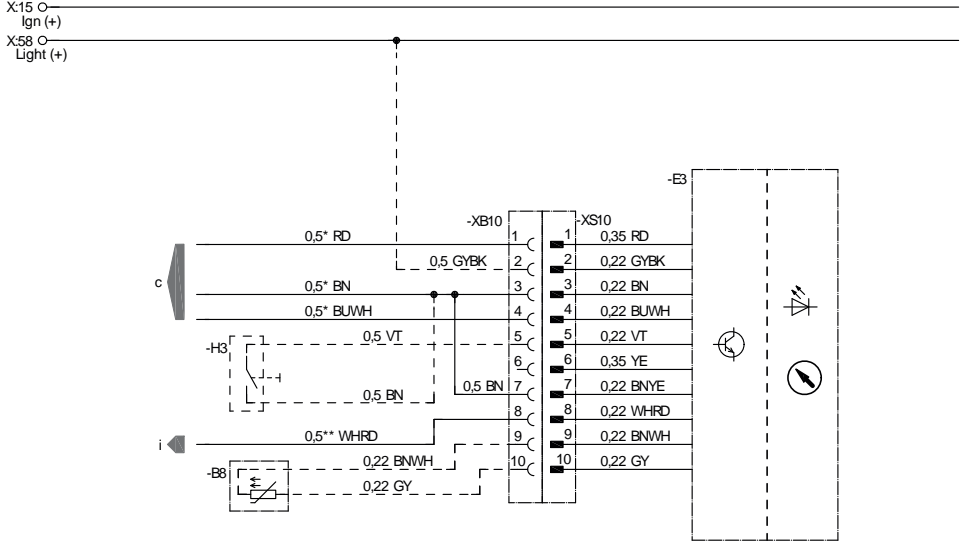 X:15
Ign (+)
X:58
Light (+)
-E3
-XB10 -XS10
0,5* RD 1 1 0,35 RD
0,5 GYBK 2 2 0,22 GYBK
c
0,5* BN 3 3 0,22 BN
0,5* BUWH 4 4 0,22 BUWH
0,5 VT 5 5 0,22 VT
-H3
6 6 0,35 YE
0,5 BN 7 7 0,22 BNYE
0,5 BN
8 8 0,22 WHRD
i 0,5** WHRD 9 9 0,22 BNWH
0,22 BNWH 10 10 0,22 GY
-B8
0,22 GY